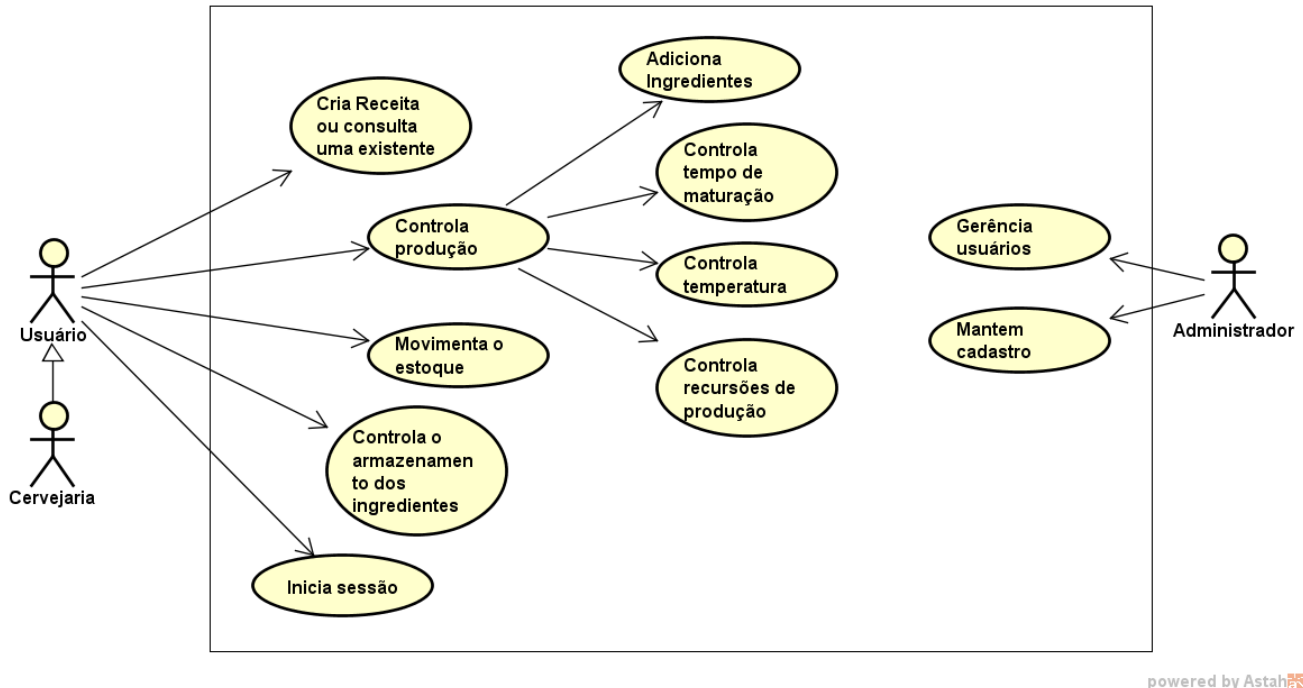 Adiciona
Ingredientes
Cria Receita
ou consulta
uma existente
Controla
tempo de
maturação
Controla
produção
Gerência
usuários
Controla
temperatura
Usuário
Administrador
Movimenta o
estoque
Mantem
cadastro
Controla
recursões de
produção
Controla o
armazenamen
to dos
ingredientes
Cervejaria
Inicia sessão
powered by Astah